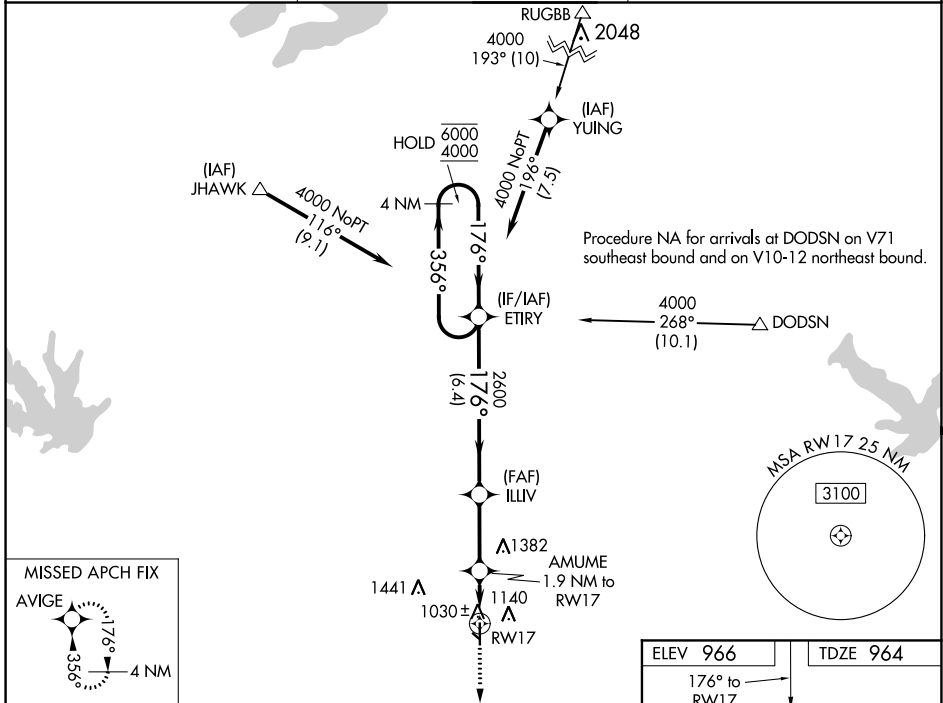 RUGBB
2048
4000
193° (10)
(IAF)
YUING
HOLD 6000
4000
4000 NoPT
196°
(7.5)
(IAF)
JHAWK
4 NM
4000 NoPT
116°
(9.1)
176°
356°
Procedure NA for arrivals at DODSN on V71
southeast bound and on V10-12 northeast bound.
(IF/IAF)
ETIRY
4000
268°
(10.1)
DODSN
2600
176°
(6.4)
MSA RW17 25 NM
3100
(FAF)
ILLIV
1382
AMUME
1.9 NM to
RW17
1441
1140
1030±
RW17
MISSED APCH FIX
AVIGE
176°
356°
4 NM
ELEV 966
TDZE 964
176° to
RW17